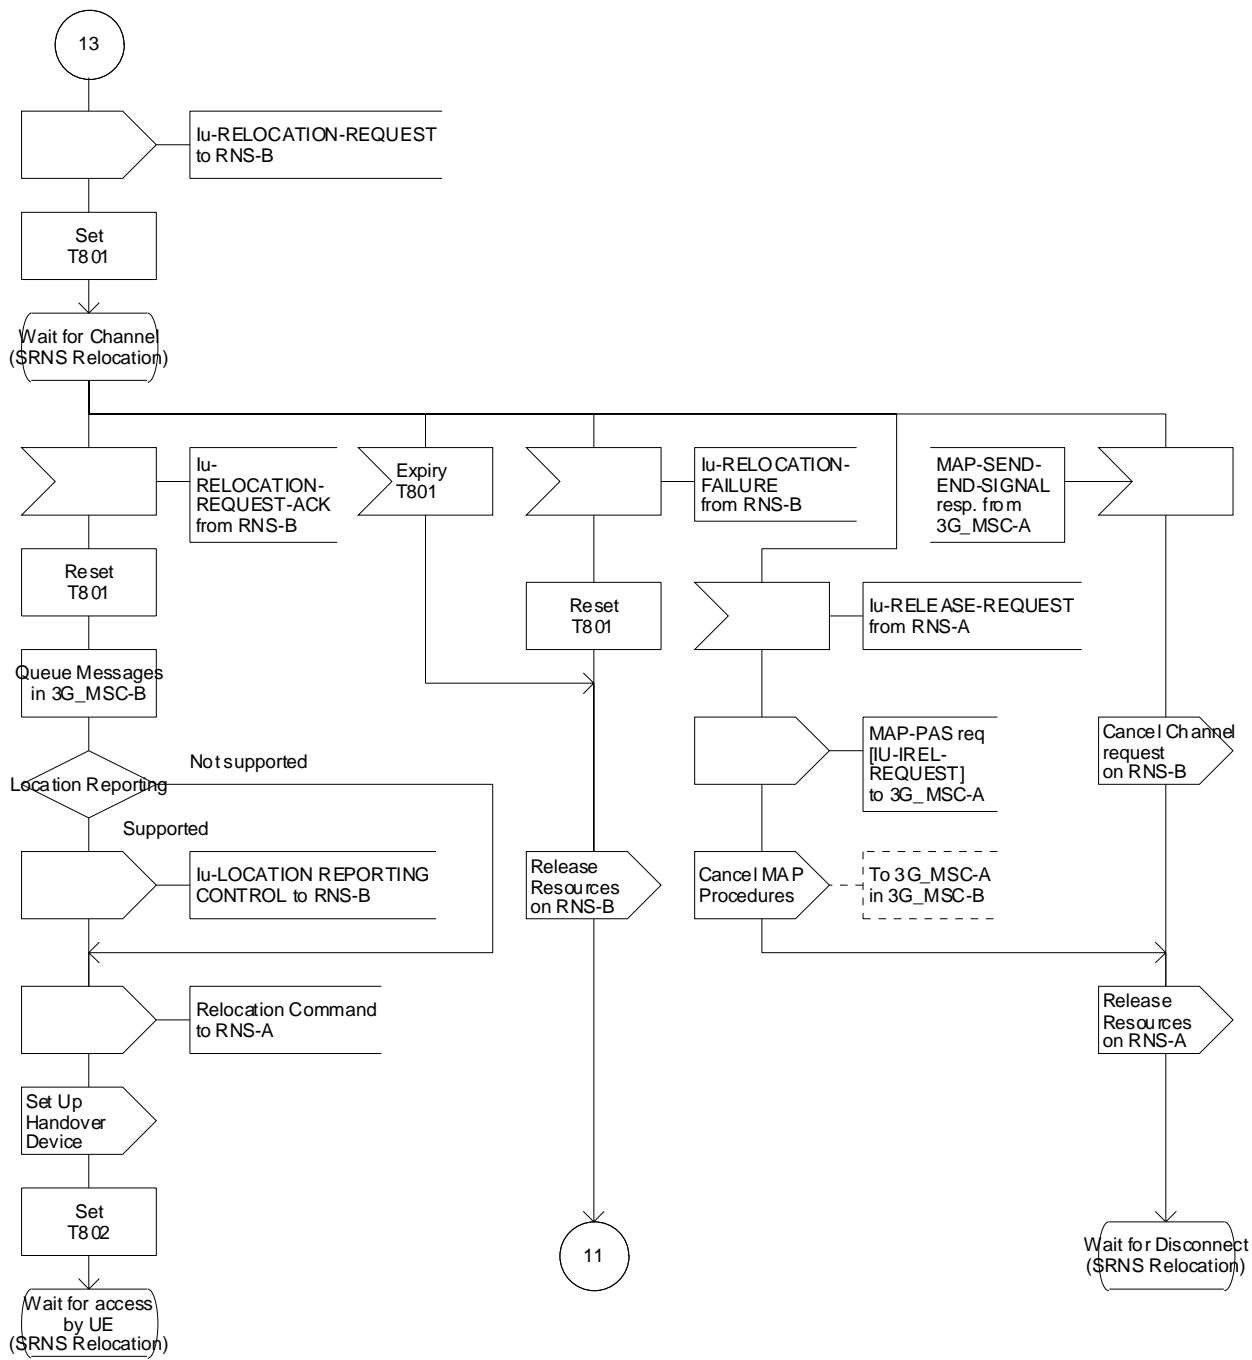 13
Iu-RELOCATION-REQUEST
to RNS-B
Set
T801
Wait for Channel
(SRNS Relocation)
Iu-
RELOCATION-
REQUEST-ACK
from RNS-B
Expiry
T801
Iu-RELOCATION-
FAILURE
from RNS-B
MAP-SEND-
END-SIGNAL
resp. from
3G_MSC-A
Reset
T801
Reset
T801
Iu-RELEASE-REQUEST
from RNS-A
Queue Messages
in 3G_MSC-B
MAP-PAS req
[IU-IREL-
REQUEST]
to 3G_MSC-A
Cancel Channel
request
on RNS-B
Location Reporting
Not supported
Supported
Iu-LOCATION REPORTING
CONTROL to RNS-B
Release
Resources
on RNS-B
Cancel MAP
Procedures
To 3G_MSC-A
in 3G_MSC-B
Relocation Command
to RNS-A
Release
Resources
on RNS-A
Set Up
Handover
Device
Set
T802
11
Wait for Disconnect
(SRNS Relocation)
Wait for access
by UE
(SRNS Relocation)